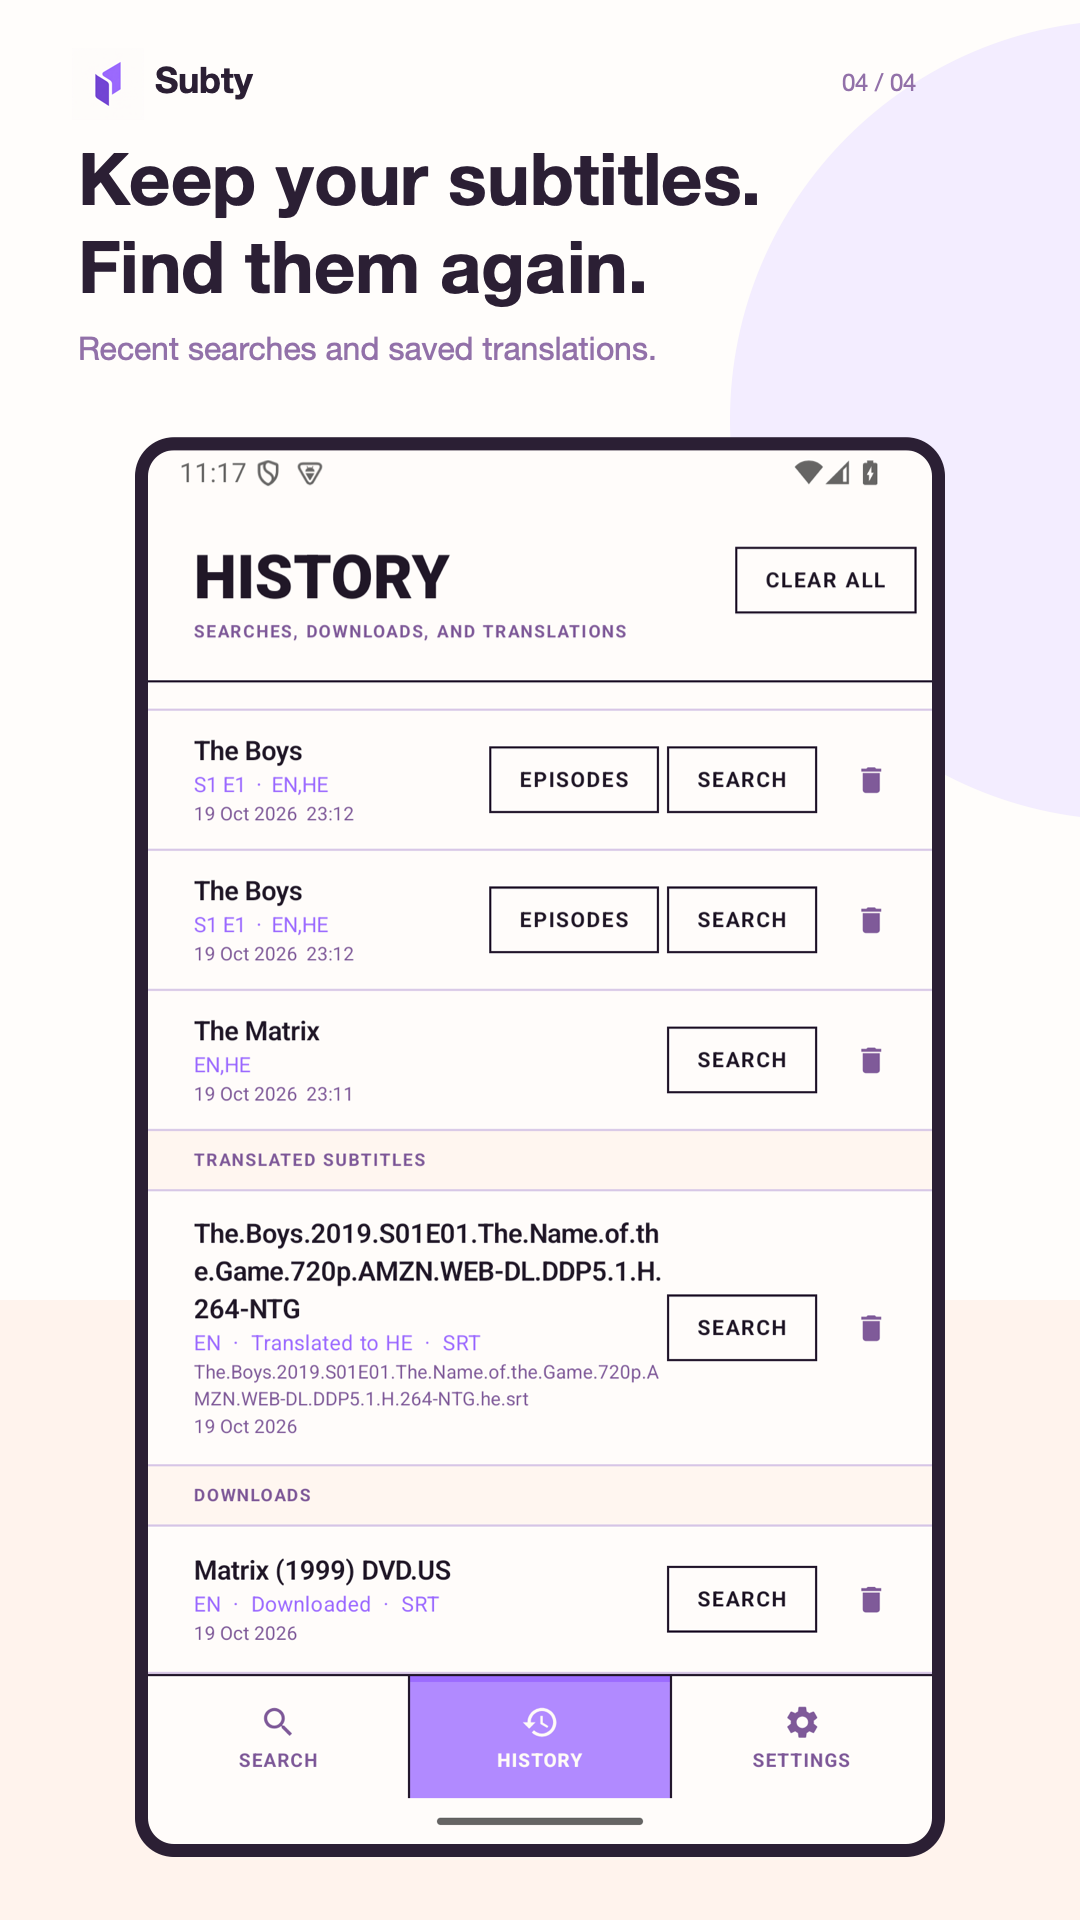 Subty
04 / 04
Keep your subtitles.
Find them again.
Recent searches and saved translations.
11:17
HISTORY
CLEAR ALL
SEARCHES, DOWNLOADS, AND TRANSLATIONS
The Boys
S1 E1 · EN,HE
19 Oct 2026 23:12
EPISODES
SEARCH
The Boys
S1 E1 · EN,HE
19 Oct 2026 23:12
EPISODES
SEARCH
The Matrix
EN,HE
19 Oct 2026 23:11
SEARCH
TRANSLATED SUBTITLES
The.Boys.2019.S01E01.The.Name.of.th
e.Game.720p.AMZN.WEB-DL.DDP5.1.H.
264-NTG
EN · Translated to HE · SRT
The.Boys.2019.S01E01.The.Name.of.the.Game.720p.A
MZN.WEB-DL.DDP5.1.H.264-NTG.he.srt
19 Oct 2026
SEARCH
DOWNLOADS
Matrix (1999) DVD.US
EN · Downloaded · SRT
19 Oct 2026
SEARCH
SEARCH
HISTORY
SETTINGS